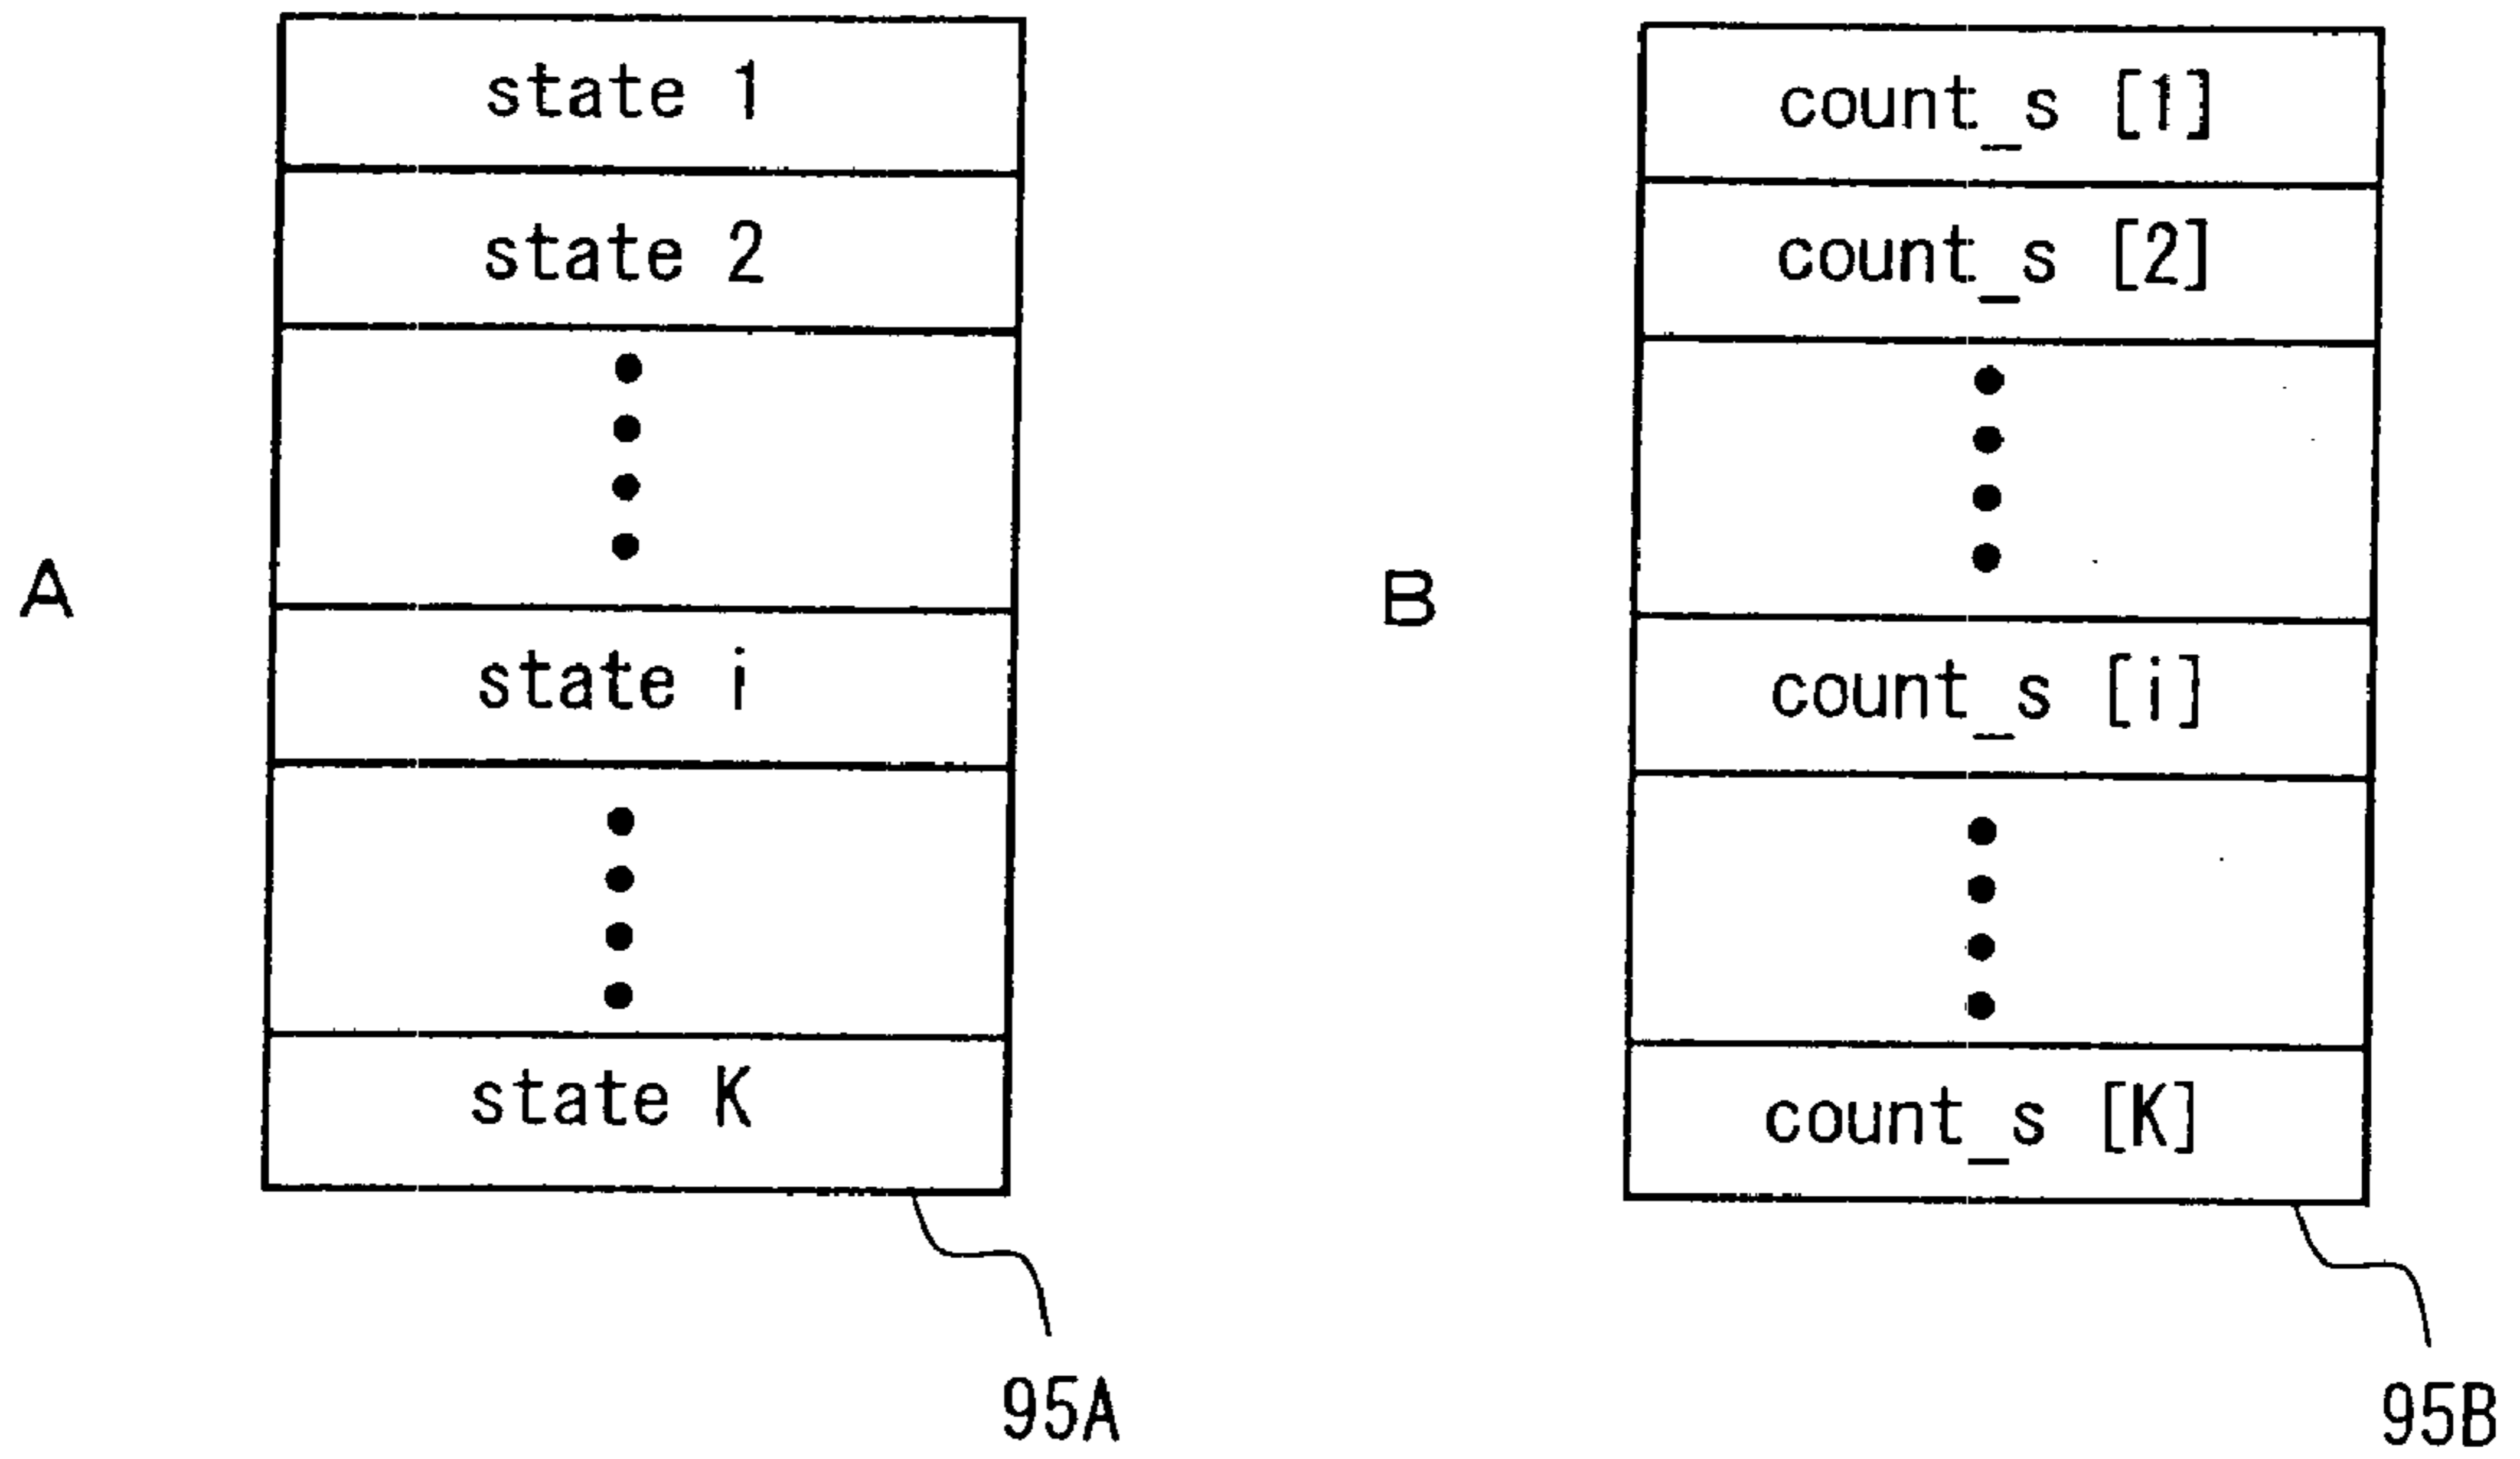 A
state 1
state 2
state i
state K
95A
B
count_s [1]
count_s [2]
count_s [i]
count_s [K]
95B